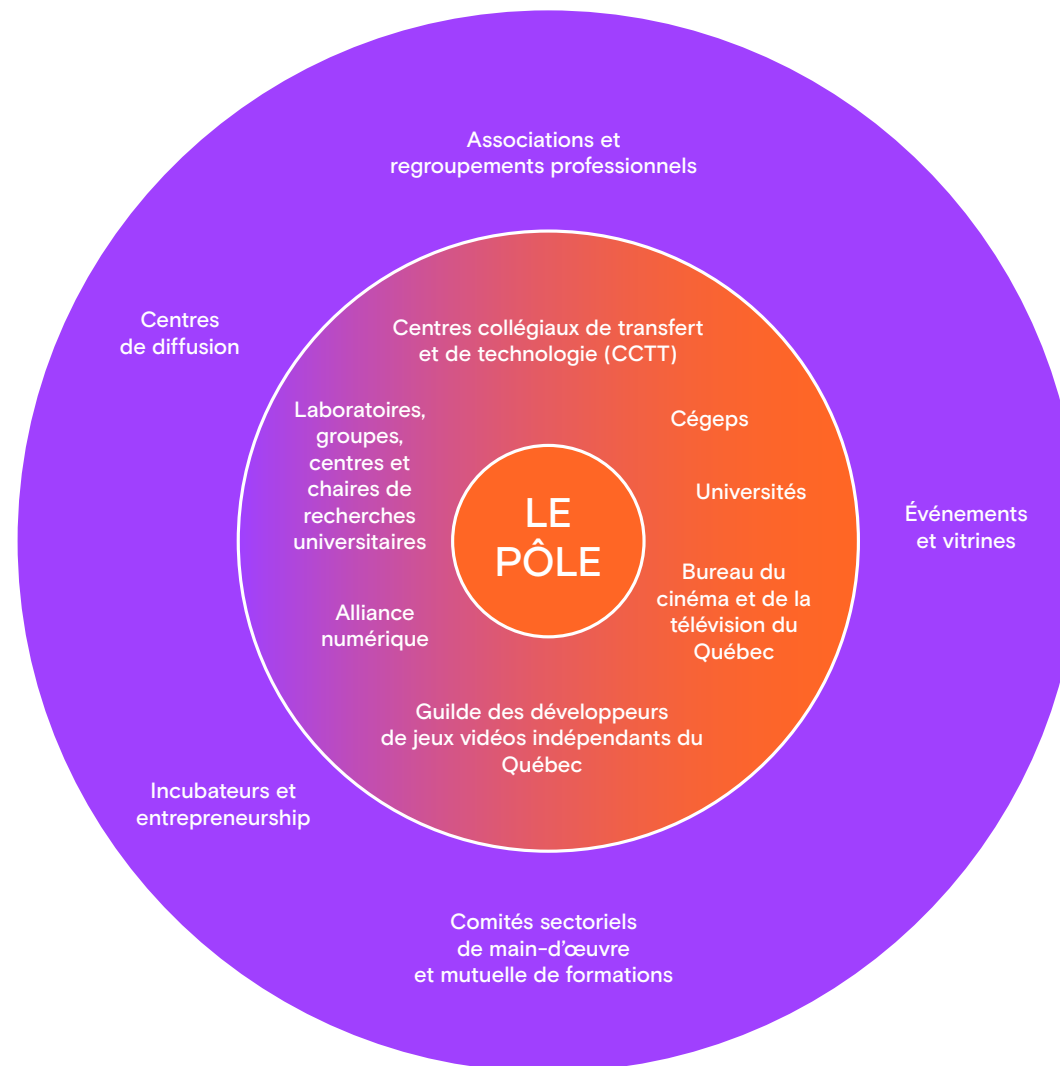 Associations et
regroupements professionnels
Centres
de diffusion
Centres collégiaux de transfert
et de technologie (CCTT)
Laboratoires,
groupes,
centres et
chaires de
recherches
universitaires
Cégeps
Universités
LE
PÔLE
Événements
et vitrines
Bureau du
cinéma et de la
télévision du
Québec
Alliance
numérique
Guilde des développeurs
de jeux vidéos indépendants du
Québec
Incubateurs et
entrepreneurship
Comités sectoriels
de main-d’œuvre
et mutuelle de formations